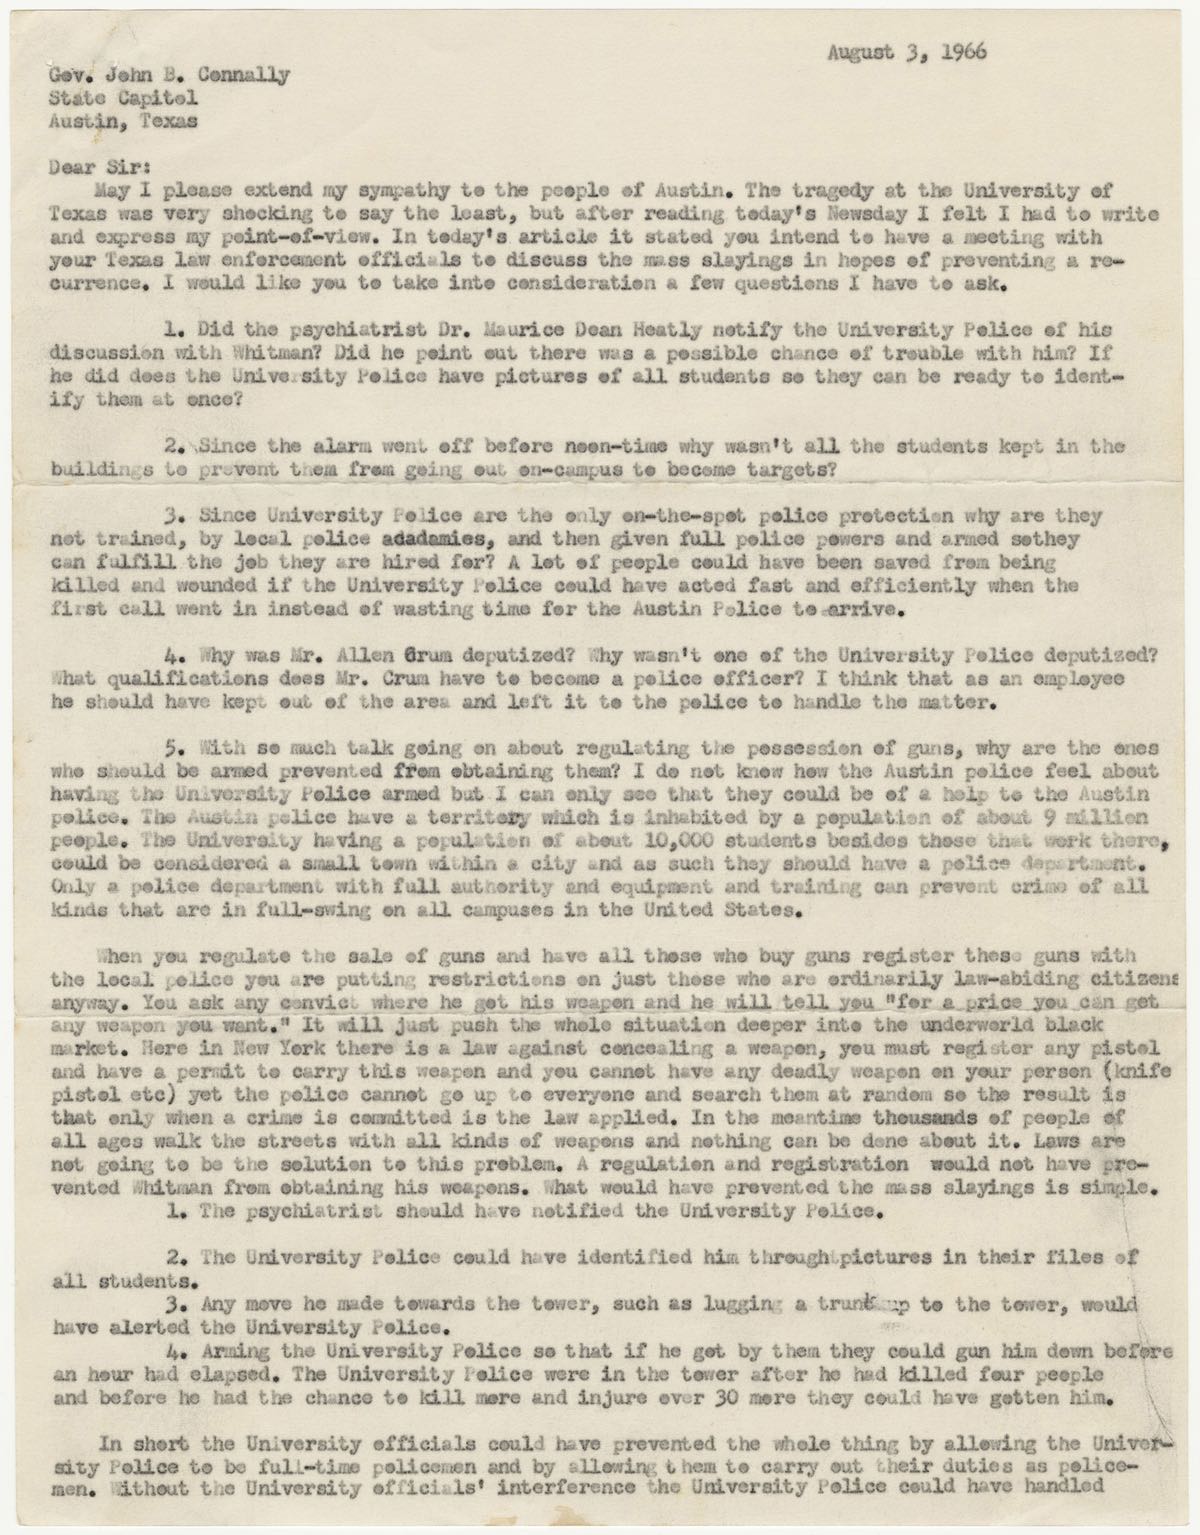 August 3, 1966
Gov. John B. Connally
State Capitol
Austin, Texas
Dear Sir:
May I please extend my sympathy to the people of Austin. The tragedy at the University of
Texas was very shocking to say the least, but after reading today's Newsday I felt I had to write
and express my point-of-view. In today's article it stated you intend to have a meeting with
your Texas law enforcement officials to discuss the mass slayings in hopes of preventing a re-
currence. I would like you to take into consideration a few questions I have to ask.
1. Did the psychiatrist Dr. Maurice Dean Heatly notify the University Police of his
discussion with Whitman? Did he point out there was a possible chance of trouble with him? If
he did does the University Police have pictures of all students so they can be ready to ident-
ify them at once?
2. Since the alarm went off before noon-time why wasn't all the students kept in the
buildings to prevent them from going out on-campus to become targets?
3. Since University Police are the only on-the-spot police protection why are they
not trained, by local police adadamies, and then given full police powers and armed sothey
can fulfill the job they are hired for? A lot of people could have been saved from being
killed and wounded if the University Police could have acted fast and efficiently when the
first call went in instead of wasting time for the Austin Police to arrive.
4. Why was Mr. Allen Crum deputized? Why wasn't one of the University Police deputized?
What qualifications does Mr. Crum have to become a police officer? I think that as an employee
he should have kept out of the area and left it to the police to handle the matter.
5. With so much talk going on about regulating the possession of guns, why are the ones
who should be armed prevented from obtaining them? I do not know how the Austin police feel about
having the University Police armed but I can only see that they could be of a help to the Austin
police. The Austin police have a territory which is inhabited by a population of about 9 million
people. The University having a population of about 10,000 students besides those that work there,
could be considered a small town within a city and as such they should have a police department.
Only a police department with full authority and equipment and training can prevent crime of all
kinds that are in full-swing on all campuses in the United States.
When you regulate the sale of guns and have all those who buy guns register these guns with
the local police you are putting restrictions on just those who are ordinarily law-abiding citizens
anyway. You ask any convict where he got his weapon and he will tell you "for a price you can get
any weapon you want." It will just push the whole situation deeper into the underworld black
market. Here in New York there is a law against concealing a weapon, you must register any pistol
and have a permit to carry this weapon and you cannot have any deadly weapon on your person (knife
pistol etc) yet the police cannot go up to everyone and search them at random so the result is
that only when a crime is committed is the law applied. In the meantime thousands of people of
all ages walk the streets with all kinds of weapons and nothing can be done about it. Laws are
not going to be the solution to this problem. A regulation and registration would not have pre-
vented Whitman from obtaining his weapons. What would have prevented the mass slayings is simple.
1. The psychiatrist should have notified the University Police.
2. The University Police could have identified him throught pictures in their files of
all students.
3. Any move he made towards the tower, such as lugging a trunk up to the tower, would
have alerted the University Police.
4. Arming the University Police so that if he got by them they could gun him down before
an hour had elapsed. The University Police were in the tower after he had killed four people
and before he had the chance to kill more and injure over 30 more they could have gotten him.
In short the University officials could have prevented the whole thing by allowing the Univer-
sity Police to be full-time policemen and by allowing them to carry out their duties as police-
men. Without the University officials' interference the University Police could have handled